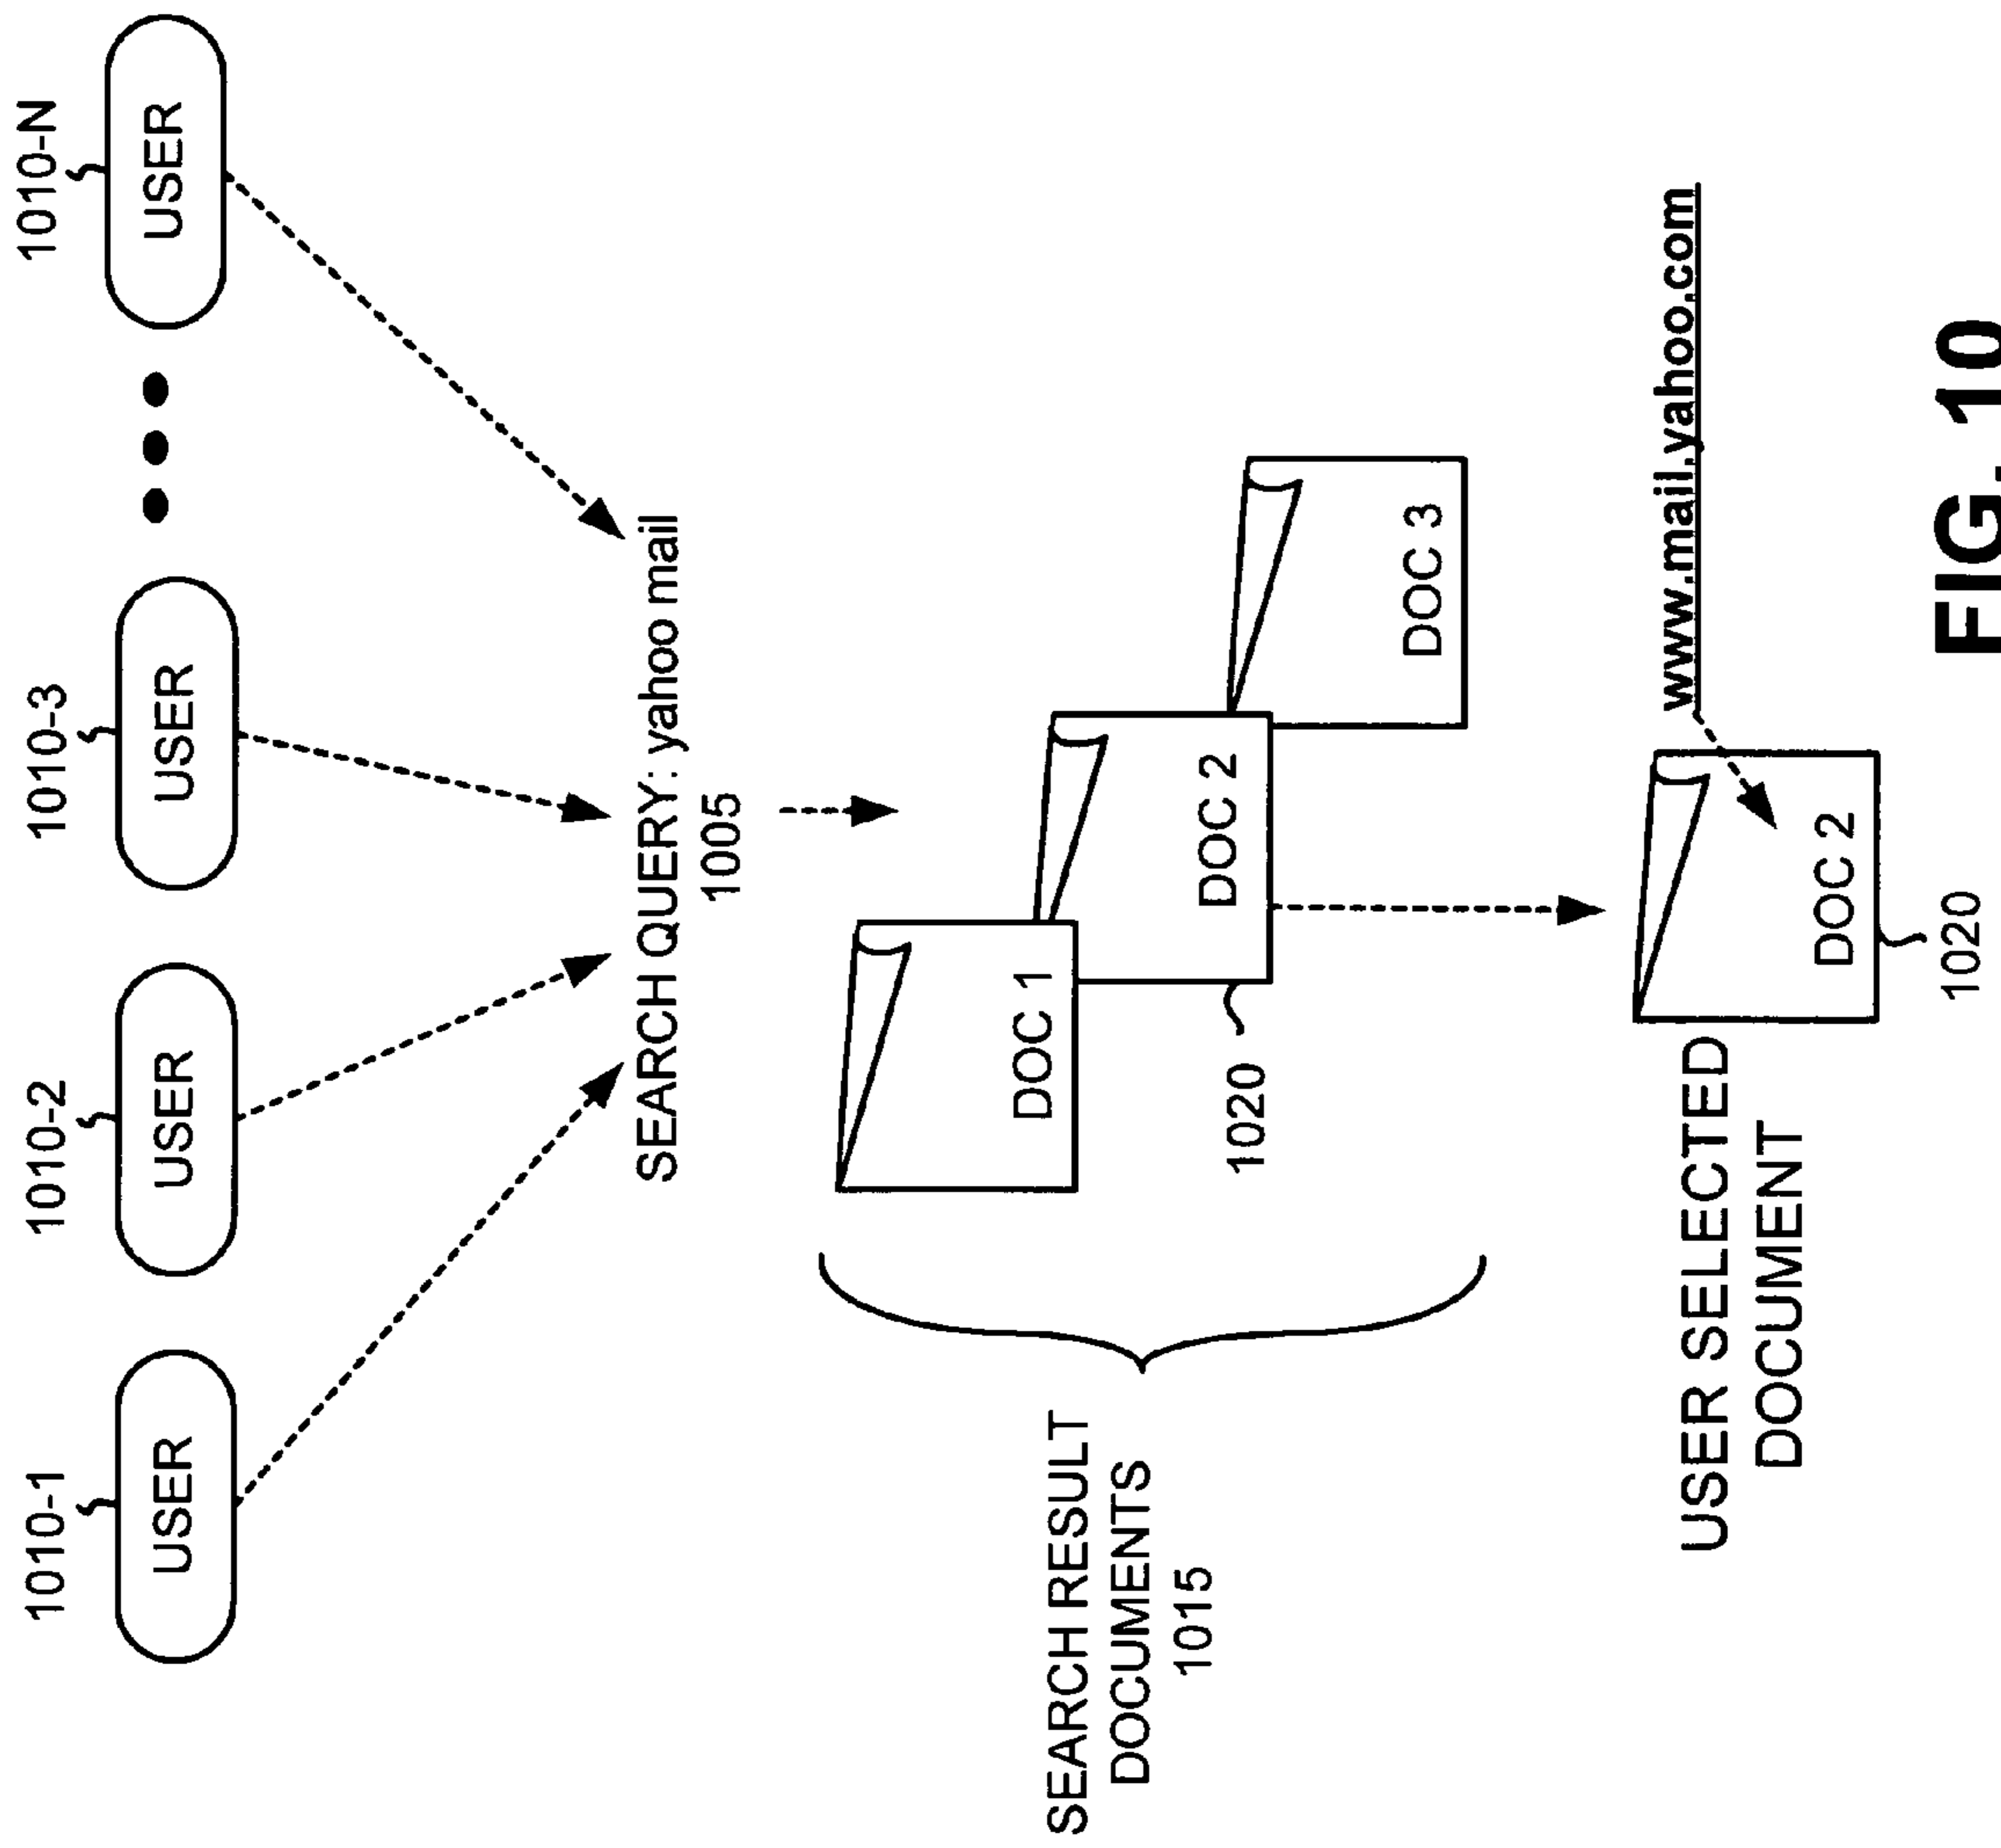 1010-1
1010-2
1010-3
1010-N
USER
USER
USER
USER
SEARCH QUERY: yahoo mail
1005
SEARCH RESULT
DOCUMENTS
1015
DOC 1
DOC 2
DOC 3
1020
USER SELECTED
DOCUMENT
DOC 2
1020
www.mail.yahoo.com
FIG. 10